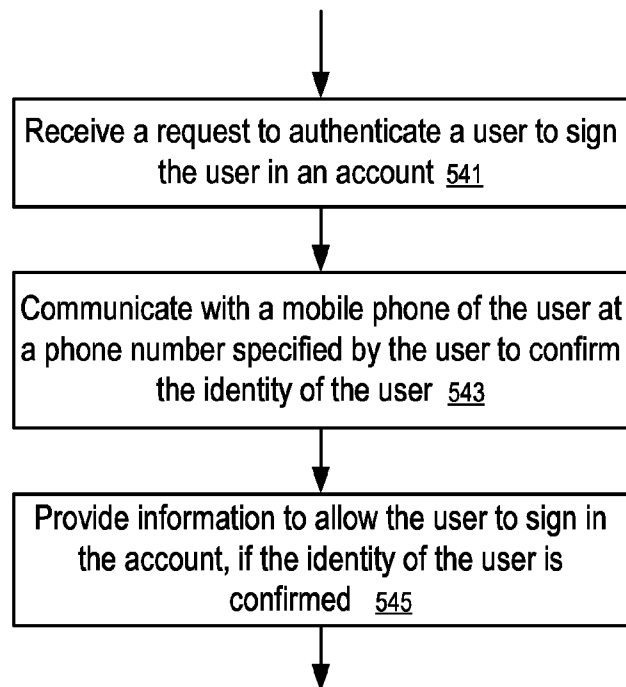 Receive a request to authenticate a user to sign
the user in an account 541
Communicate with a mobile phone of the user at
a phone number specified by the user to confirm
the identity of the user 543
Provide information to allow the user to sign in
the account, if the identity of the user is
confirmed 545